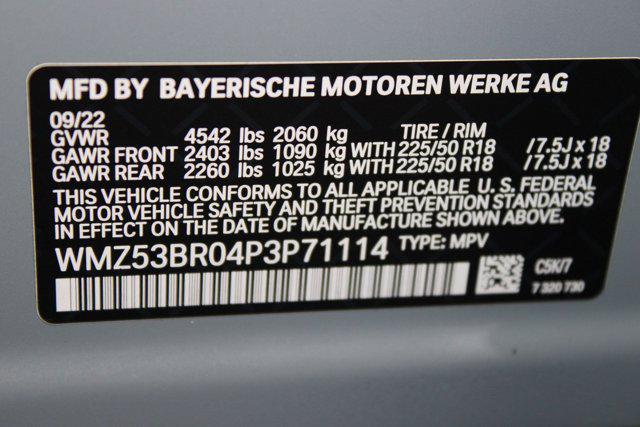 MFD BY BAYERISCHE MOTOREN WERKE AG
09/22
GVWR 4542 lbs 2060 kg TIRE / RIM
GAWR FRONT 2403 lbs 1090 kg WITH 225/50 R18 /7.5J x 18
GAWR REAR 2260 lbs 1025 kg WITH 225/50 R18 /7.5J x 18
THIS VEHICLE CONFORMS TO ALL APPLICABLE U. S. FEDERAL
MOTOR VEHICLE SAFETY AND THEFT PREVENTION STANDARDS
IN EFFECT ON THE DATE OF MANUFACTURE SHOWN ABOVE.
WMZ53BR04P3P71114 TYPE: MPV
C5K/7
7 320 730